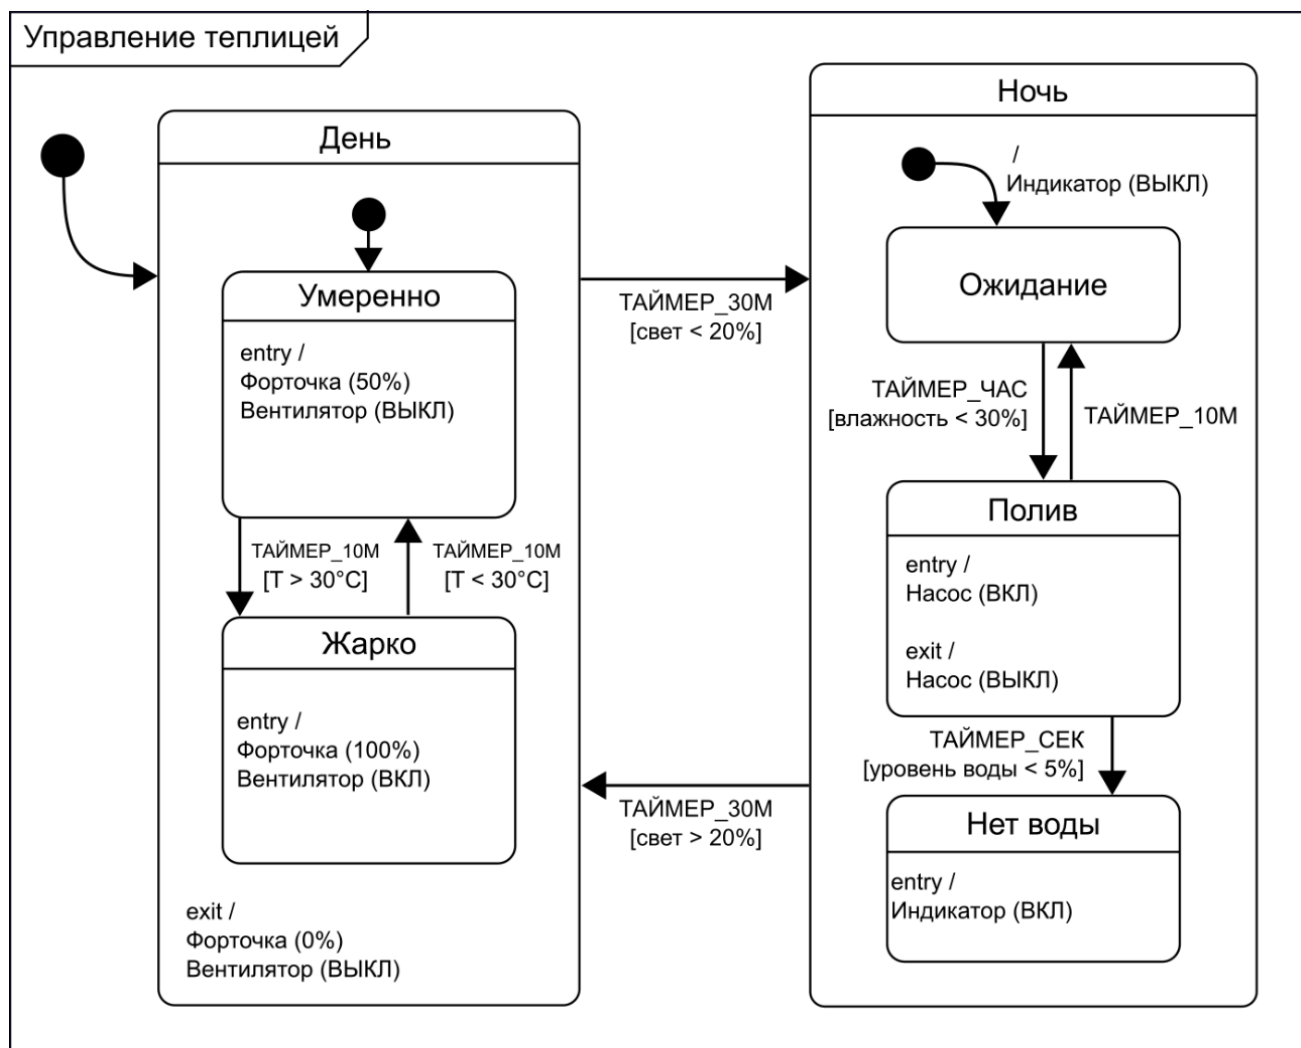 Управление теплицей
День
Умеренно
entry /
Форточка (50%)
Вентилятор (ВЫКЛ)
ТАЙМЕР_10М
[T > 30°C]
ТАЙМЕР_10М
[T < 30°C]
Жарко
entry /
Форточка (100%)
Вентилятор (ВКЛ)
exit /
Форточка (0%)
Вентилятор (ВЫКЛ)
ТАЙМЕР_30М
[свет < 20%]
ТАЙМЕР_30М
[свет > 20%]
Ночь
/
Индикатор (ВЫКЛ)
Ожидание
ТАЙМЕР_ЧАС
[влажность < 30%]
ТАЙМЕР_10М
Полив
entry /
Насос (ВКЛ)
exit /
Насос (ВЫКЛ)
ТАЙМЕР_СЕК
[уровень воды < 5%]
Нет воды
entry /
Индикатор (ВКЛ)